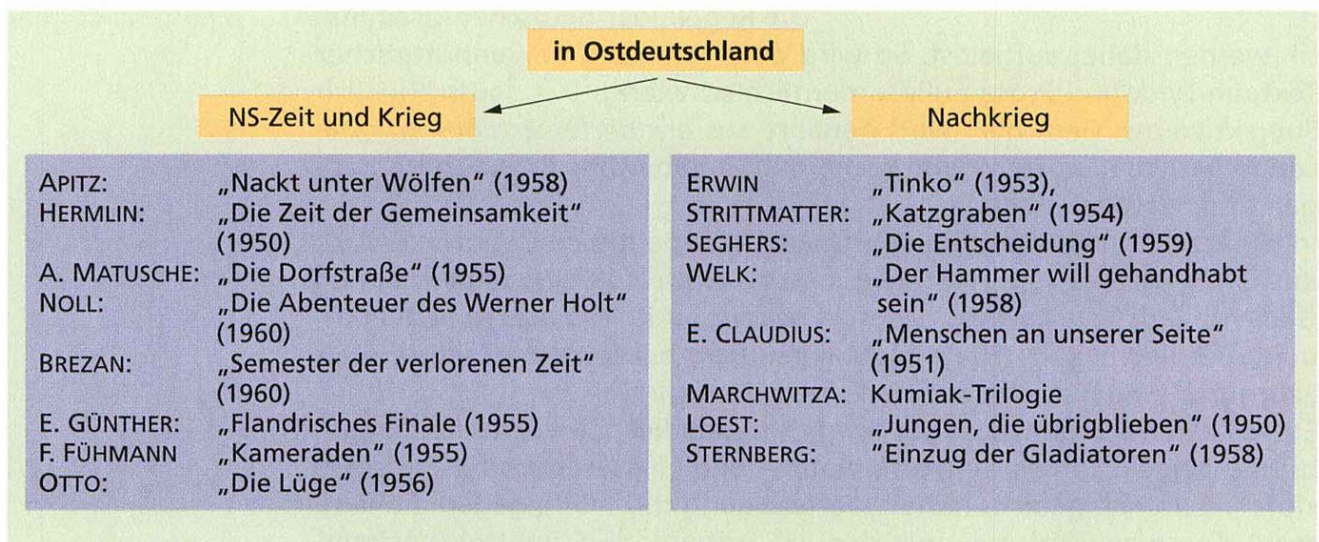 in Ostdeutschland
NS-Zeit und Krieg
APITZ: „Nackt unter Wölfen“ (1958)
HERMLIN: „Die Zeit der Gemeinsamkeit“
(1950)
A. MATUSCHE: „Die Dorfstraße“ (1955)
NOLL: „Die Abenteuer des Werner Holt“
(1960)
BREZAN: „Semester der verlorenen Zeit“
(1960)
E. GÜNTHER: „Flandrisches Finale“ (1955)
F. FÜHMANN „Kameraden“ (1955)
OTTO: „Die Lüge“ (1956)
Nachkrieg
ERWIN „Tinko“ (1953),
STRITTMATTER: „Katzgraben“ (1954)
SEGHERS: „Die Entscheidung“ (1959)
WELK: „Der Hammer will gehandhabt
sein“ (1958)
E. CLAUDIUS: „Menschen an unserer Seite“
(1951)
MARCHWITZA: Kumiak-Trilogie
LOEST: „Jungen, die übrigblieben“ (1950)
STERNBERG: "Einzug der Gladiatoren“ (1958)